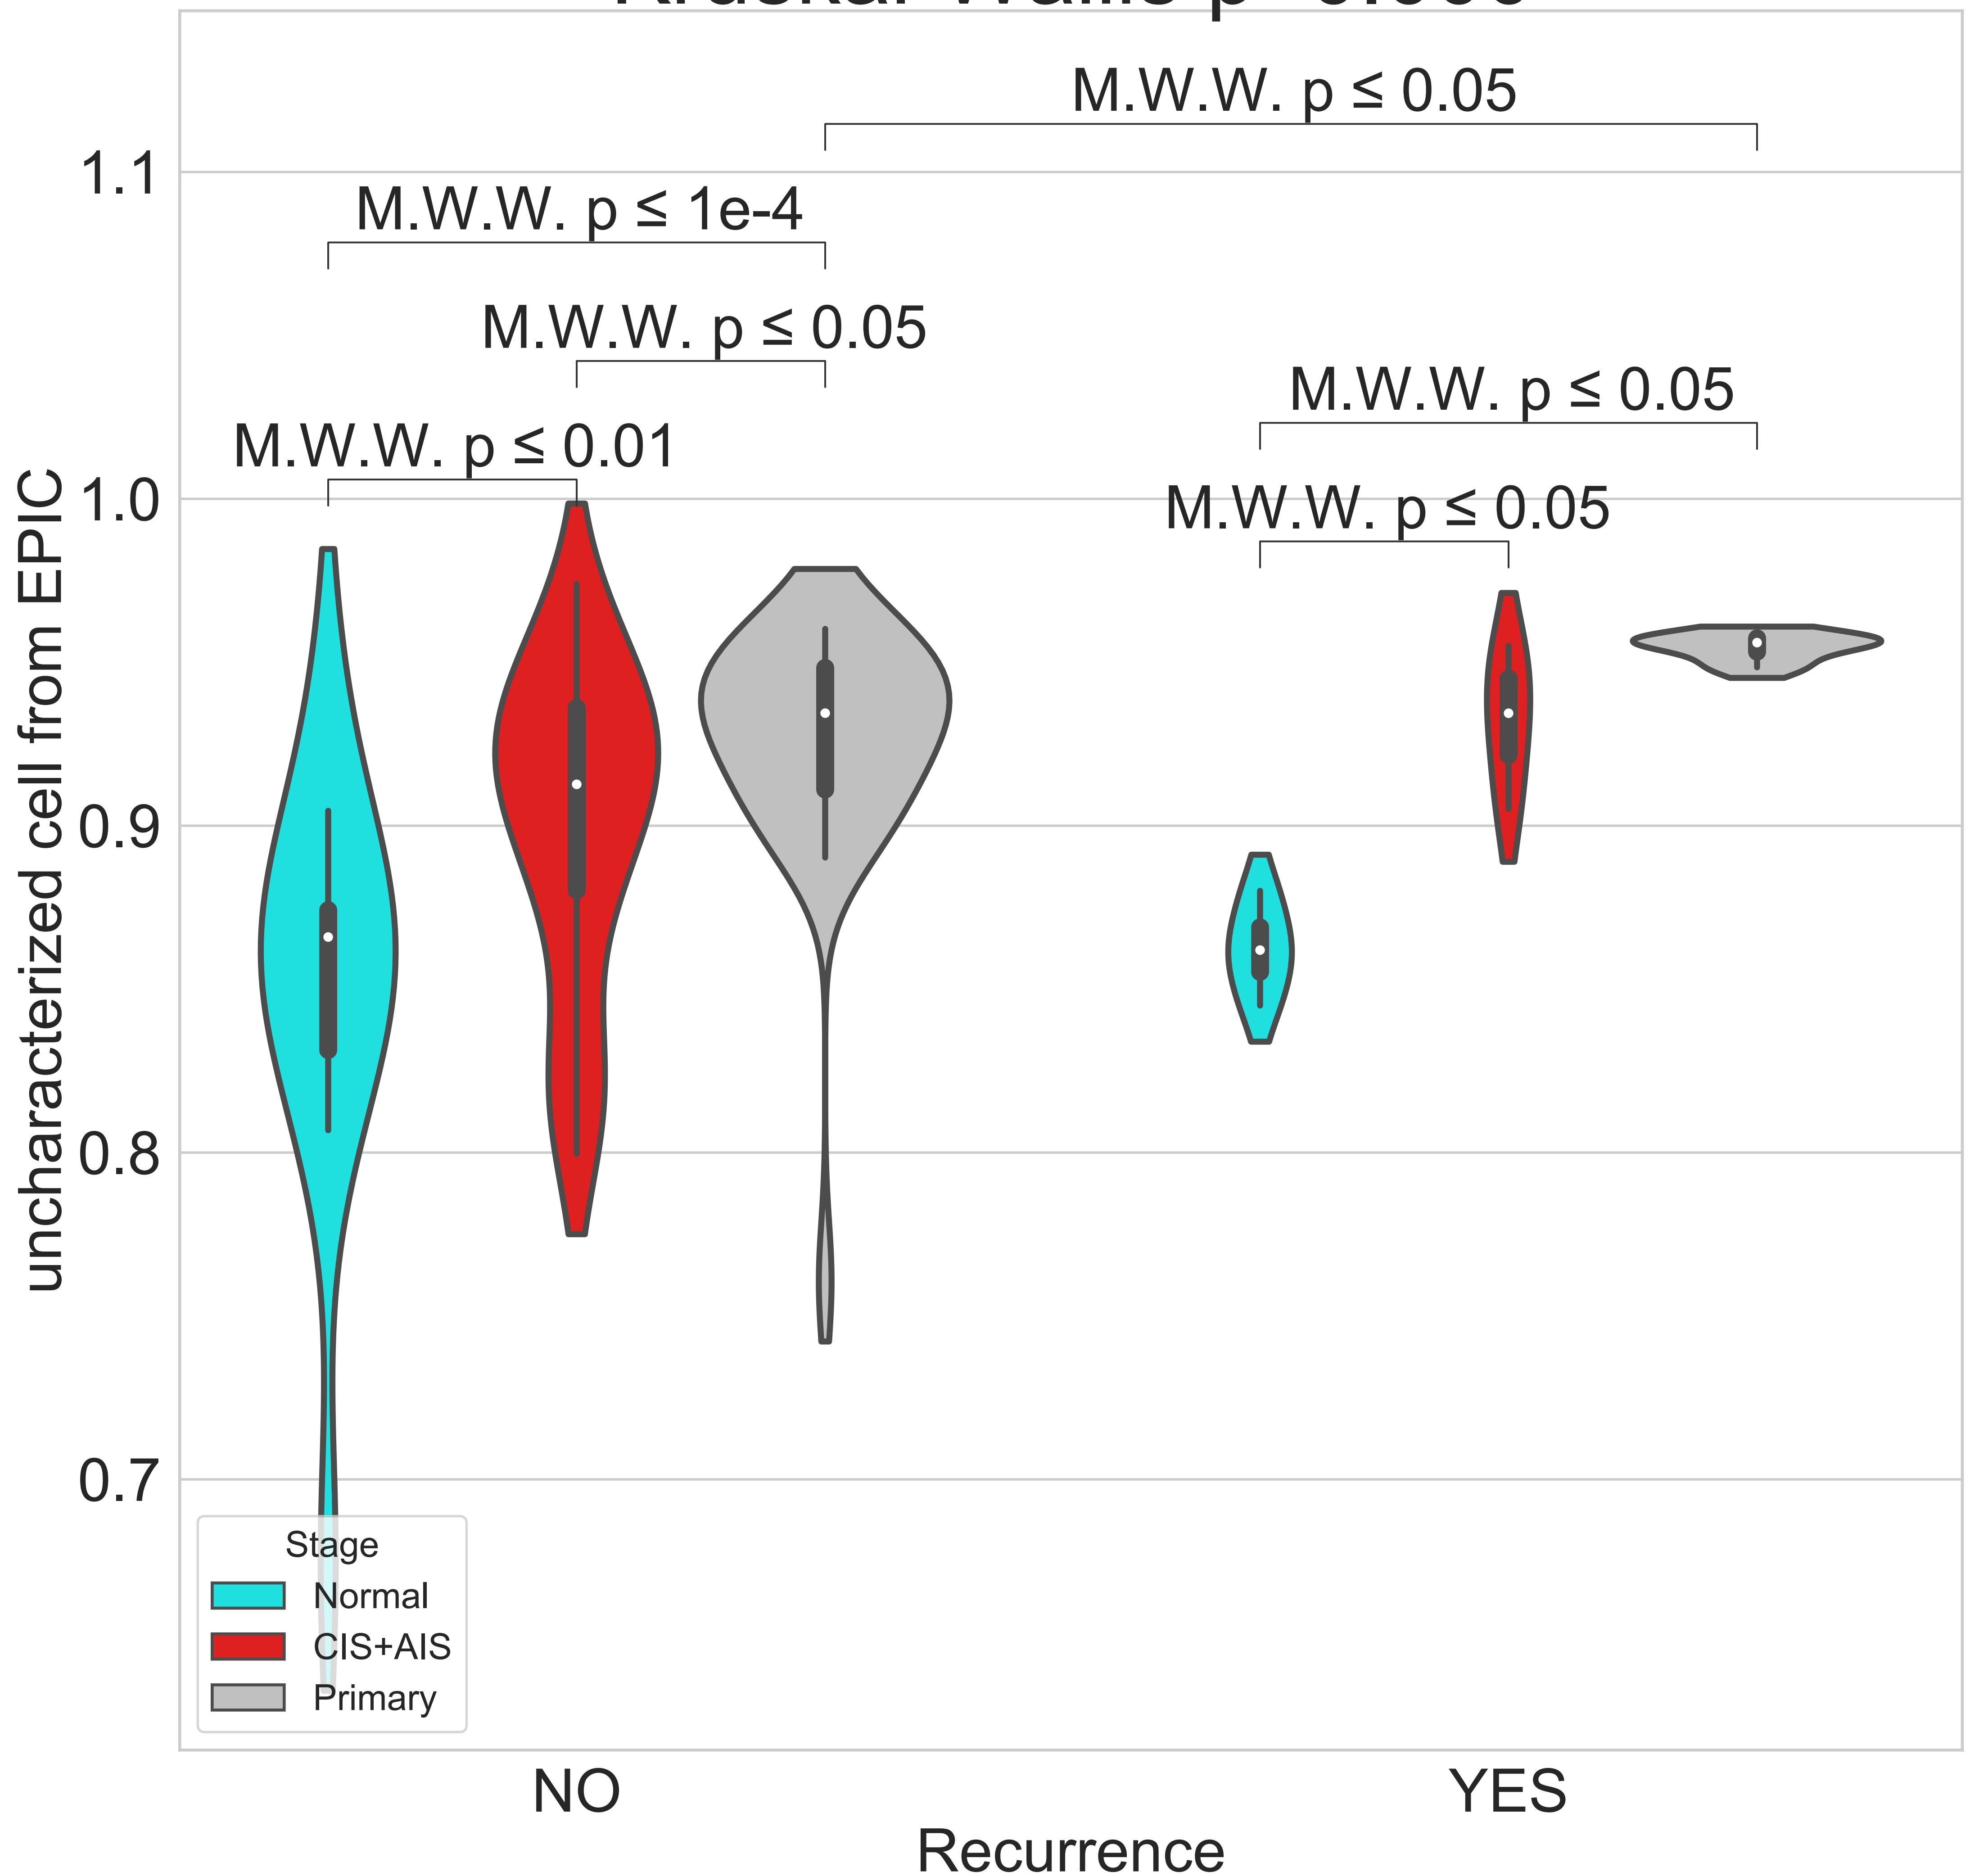 M.W.W. p ≤ 0.05
1.1
M.W.W. p ≤ 1e-4
M.W.W. p ≤ 0.05
M.W.W. p ≤ 0.05
M.W.W. p ≤ 0.01
1.0
M.W.W. p ≤ 0.05
uncharacterized cell from EPIC
0.9
0.8
0.7
Stage
Normal
CIS+AIS
Primary
NO
YES
Recurrence